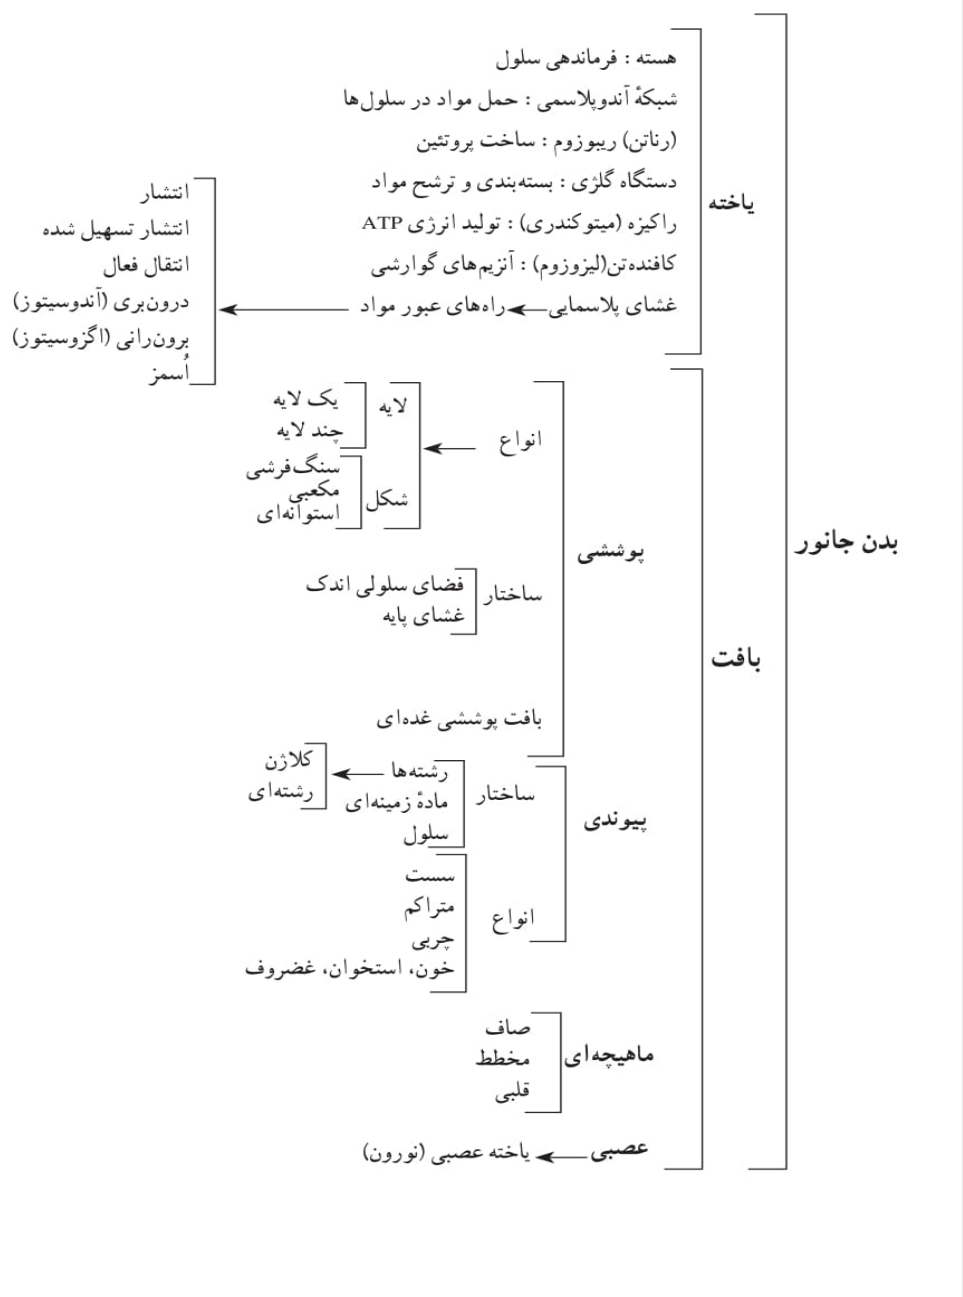 بدن جانور
یاخته
هسته : فرماندهی سلول
شبکهٔ آندوپلاسمی : حمل مواد در سلول‌ها
(رناتن) ریبوزوم : ساخت پروتئین
دستگاه گلژی : بسته‌بندی و ترشح مواد
راکیزه (میتوکندری) : تولید انرژی ATP
کافنده‌تن(لیزوزوم) : آنزیم‌های گوارشی
غشای پلاسمایی راه‌های عبور مواد
انتشار
انتشار تسهیل شده
انتقال فعال
درون‌بری (آندوسیتوز)
برون‌رانی (اگزوسیتوز)
اُسمز
بافت
پوششی
انواع
لایه
یک لایه
چند لایه
شکل
سنگ‌فرشی
مکعبی
استوانه‌ای
ساختار
فضای سلولی اندک
غشای پایه
بافت پوششی غده‌ای
پیوندی
ساختار
رشته‌ها
کلاژن
رشته‌ای
مادهٔ زمینه‌ای
سلول
انواع
سست
متراکم
چربی
خون، استخوان، غضروف
ماهیچه‌ای
صاف
مخطط
قلبی
عصبی
یاخته عصبی (نورون)